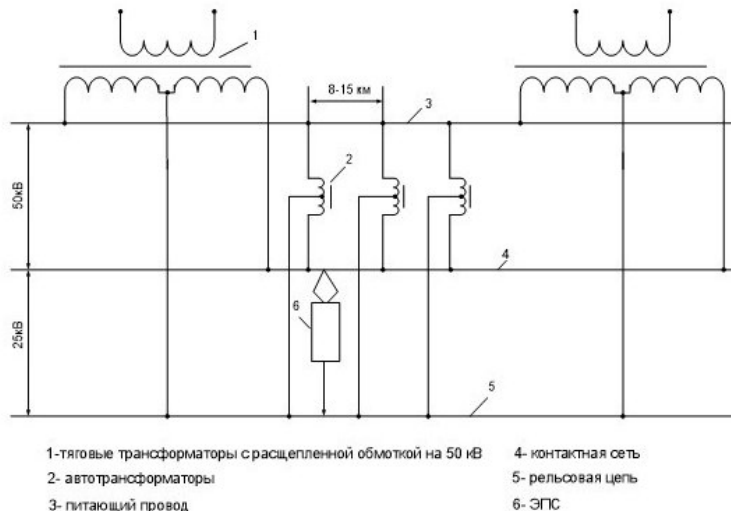 1
8-15 км
3
2
50кВ
4
6
25кВ
5
1-тяговые трансформаторы с расщепленной обмоткой на 50 кВ
4- контактная сеть
2- автотрансформаторы
5- рельсовая цепь
3- питающий провод
6- ЭПС